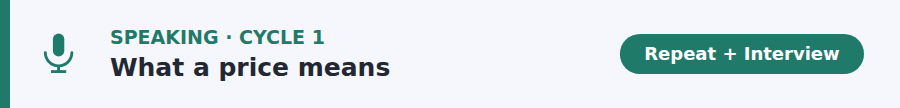 SPEAKING · CYCLE 1
What a price means
Repeat + Interview